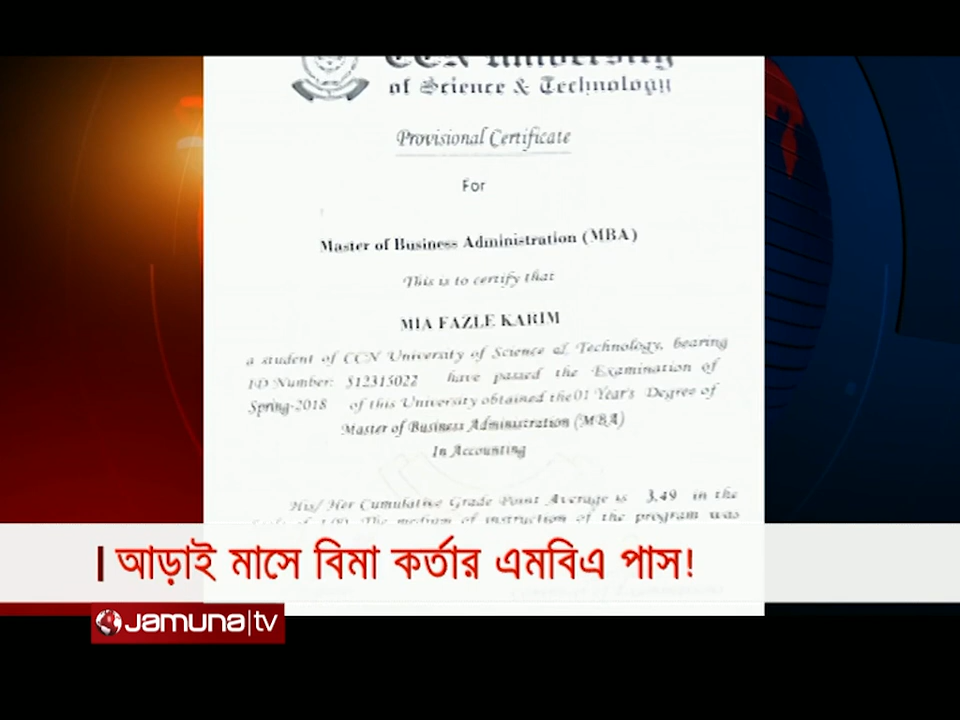 CCN University
of Science & Technology
Provisional Certificate
For
Master of Business Administration (MBA)
This is to certify that
MIA FAZLE KARIM
a student of CCN University of Science & Technology, bearing
ID Number: S12315022 have passed the Examination of
Spring-2018 of this University obtained the 01 Year's Degree of
Master of Business Administration (MBA)
In Accounting
His/Her Cumulative Grade Point Average is 3.49 in the
The medium of instruction of the program was
আড়াই মাসে বিমা কর্তার এমবিএ পাস!
Jamuna|tv